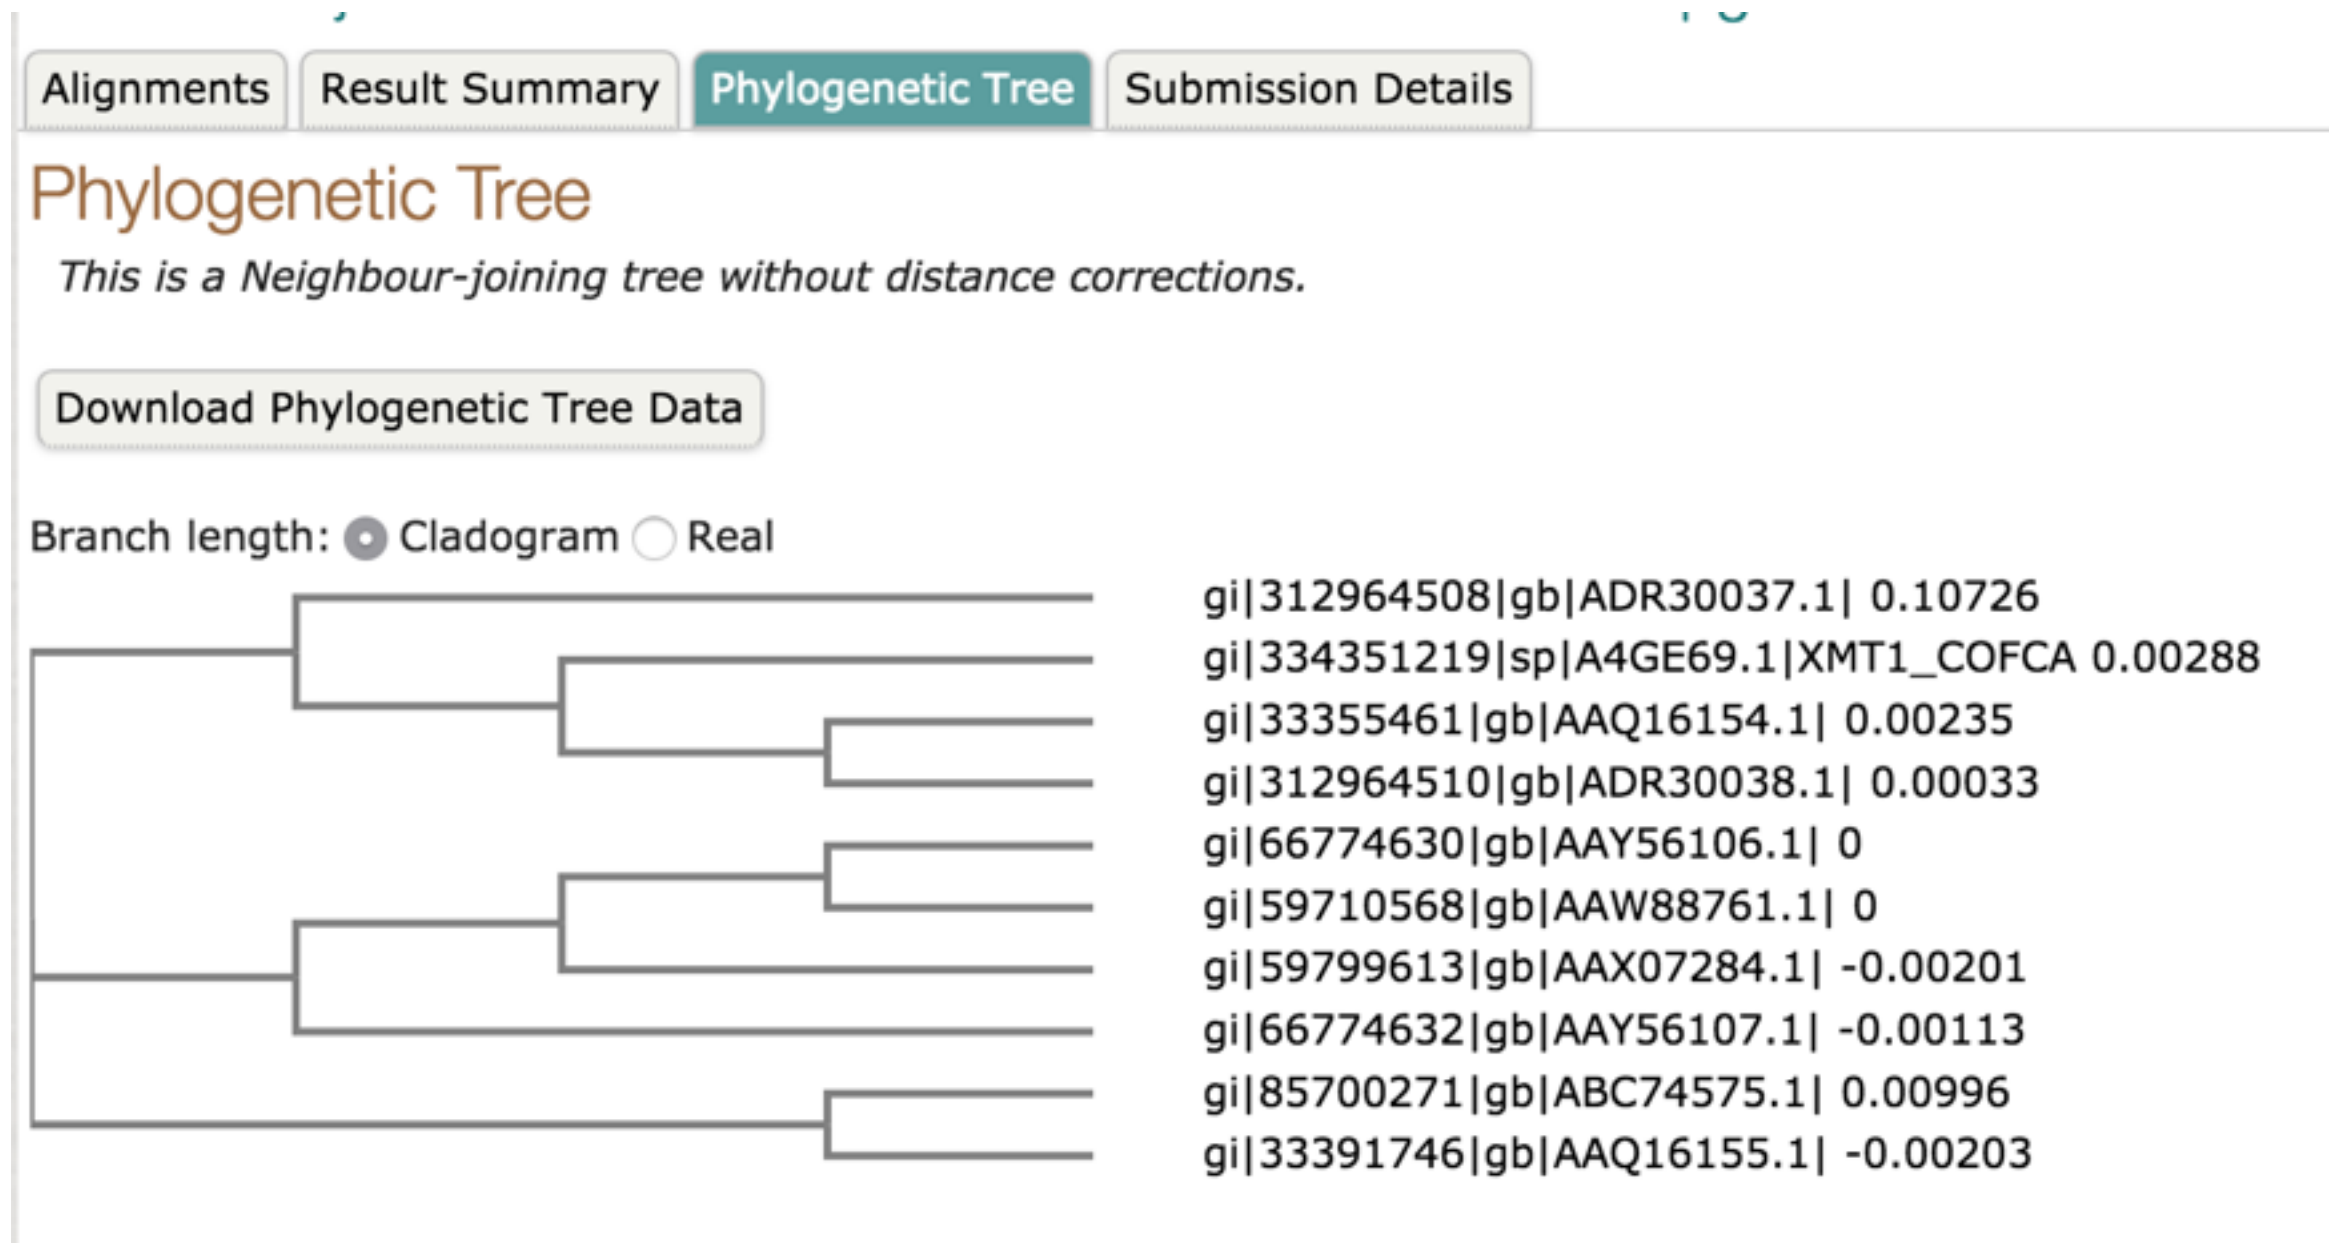 Alignments Result Summary Phylogenetic Tree Submission Details
Phylogenetic Tree
This is a Neighbour-joining tree without distance corrections.
Download Phylogenetic Tree Data
Branch length: Cladogram Real
gi|312964508|gb|ADR30037.1| 0.10726
gi|334351219|sp|A4GE69.1|XMT1_COFCA 0.00288
gi|33355461|gb|AAQ16154.1| 0.00235
gi|312964510|gb|ADR30038.1| 0.00033
gi|66774630|gb|AAY56106.1| 0
gi|59710568|gb|AAW88761.1| 0
gi|59799613|gb|AAX07284.1| -0.00201
gi|66774632|gb|AAY56107.1| -0.00113
gi|85700271|gb|ABC74575.1| 0.00996
gi|33391746|gb|AAQ16155.1| -0.00203